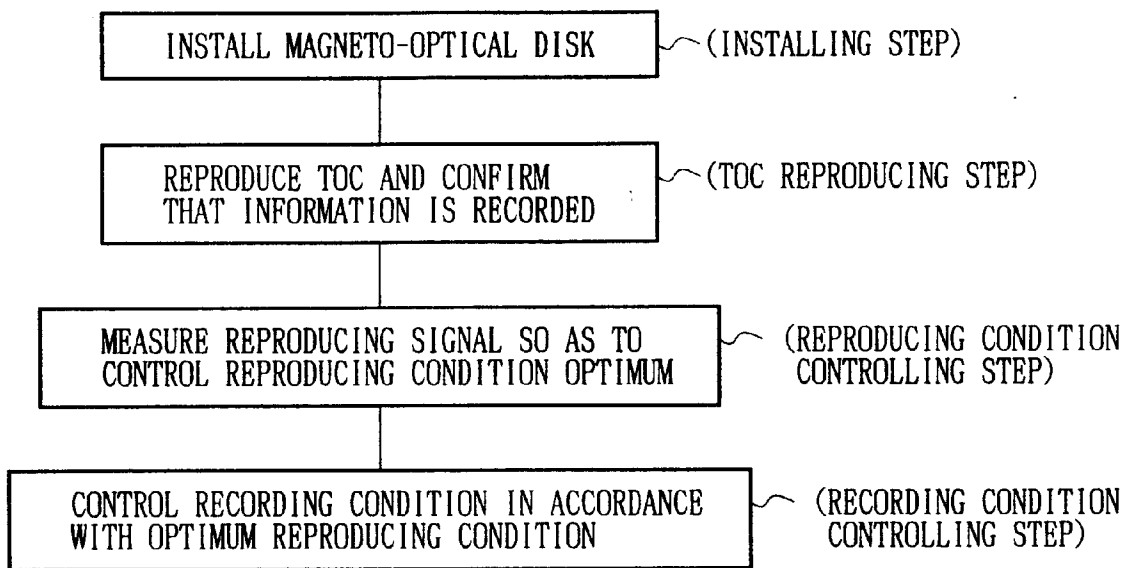 INSTALL MAGNETO-OPTICAL DISK
(INSTALLING STEP)
REPRODUCE TOC AND CONFIRM
THAT INFORMATION IS RECORDED
(TOC REPRODUCING STEP)
MEASURE REPRODUCING SIGNAL SO AS TO
CONTROL REPRODUCING CONDITION OPTIMUM
(REPRODUCING CONDITION
CONTROLLING STEP)
CONTROL RECORDING CONDITION IN ACCORDANCE
WITH OPTIMUM REPRODUCING CONDITION
(RECORDING CONDITION
CONTROLLING STEP)